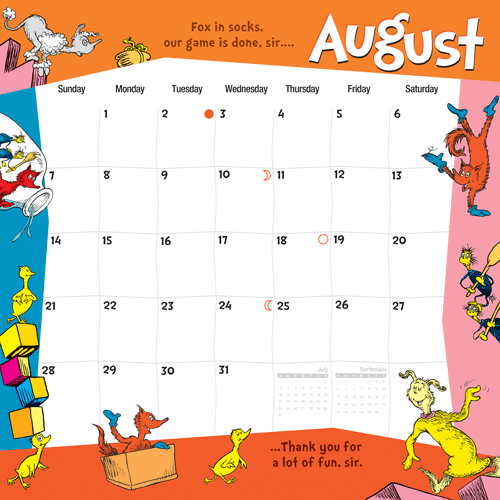 Fox in socks,
our game is done, sir....
August
Sunday Monday Tuesday Wednesday Thursday Friday Saturday
1 2 3 4 5 6
7 8 9 10 11 12 13
14 15 16 17 18 19 20
21 22 23 24 25 26 27
28 29 30 31
July September
...Thank you for
a lot of fun, sir.